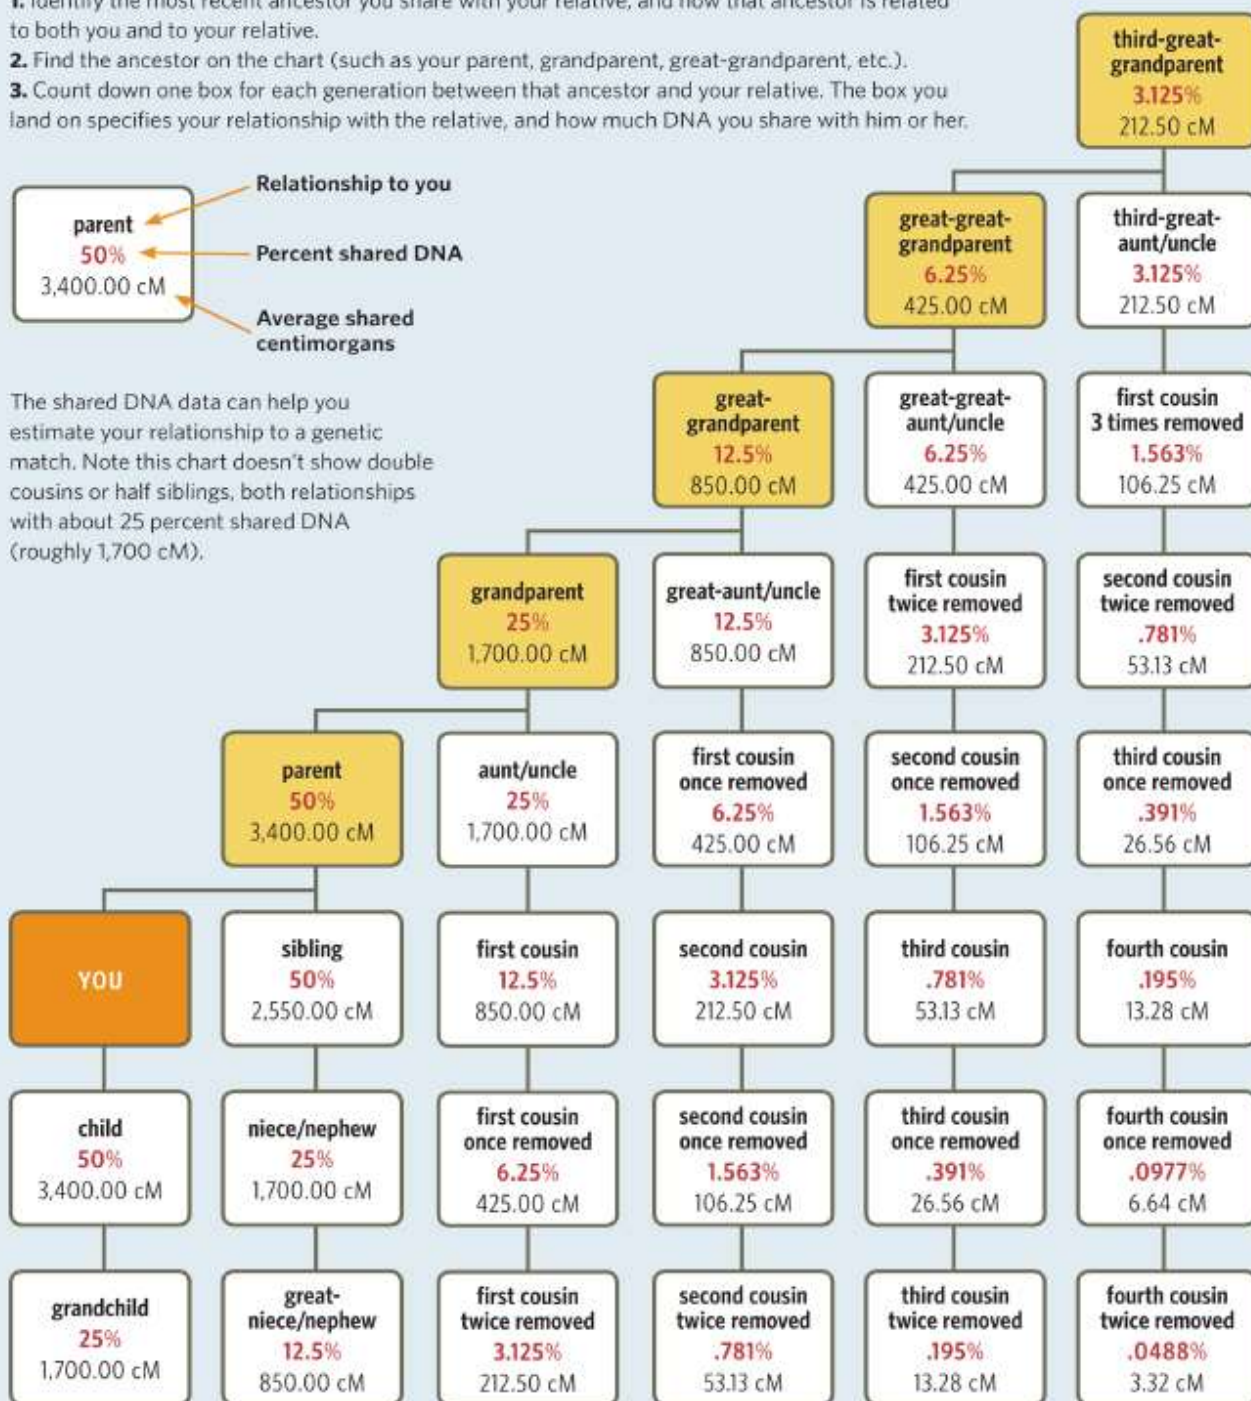 1. Identify the most recent ancestor you share with your relative, and how that ancestor is related
to both you and to your relative.
2. Find the ancestor on the chart (such as your parent, grandparent, great-grandparent, etc.).
3. Count down one box for each generation between that ancestor and your relative. The box you
land on specifies your relationship with the relative, and how much DNA you share with him or her.
third-great-
grandparent
3.125%
212.50 cM
parent
50%
3,400.00 cM
Relationship to you
Percent shared DNA
Average shared
centimorgans
great-great-
grandparent
6.25%
425.00 cM
third-great-
aunt/uncle
3.125%
212.50 cM
The shared DNA data can help you
estimate your relationship to a genetic
match. Note this chart doesn't show double
cousins or half siblings, both relationships
with about 25 percent shared DNA
(roughly 1,700 cM).
great-
grandparent
12.5%
850.00 cM
great-great-
aunt/uncle
6.25%
425.00 cM
first cousin
3 times removed
1.563%
106.25 cM
grandparent
25%
1,700.00 cM
great-aunt/uncle
12.5%
850.00 cM
first cousin
twice removed
3.125%
212.50 cM
second cousin
twice removed
.781%
53.13 cM
parent
50%
3,400.00 cM
aunt/uncle
25%
1,700.00 cM
first cousin
once removed
6.25%
425.00 cM
second cousin
once removed
1.563%
106.25 cM
third cousin
once removed
.391%
26.56 cM
YOU
sibling
50%
2,550.00 cM
first cousin
12.5%
850.00 cM
second cousin
3.125%
212.50 cM
third cousin
.781%
53.13 cM
fourth cousin
.195%
13.28 cM
child
50%
3,400.00 cM
niece/nephew
25%
1,700.00 cM
first cousin
once removed
6.25%
425.00 cM
second cousin
once removed
1.563%
106.25 cM
third cousin
once removed
.391%
26.56 cM
fourth cousin
once removed
.0977%
6.64 cM
grandchild
25%
1,700.00 cM
great-
niece/nephew
12.5%
850.00 cM
first cousin
twice removed
3.125%
212.50 cM
second cousin
twice removed
.781%
53.13 cM
third cousin
twice removed
.195%
13.28 cM
fourth cousin
twice removed
.0488%
3.32 cM